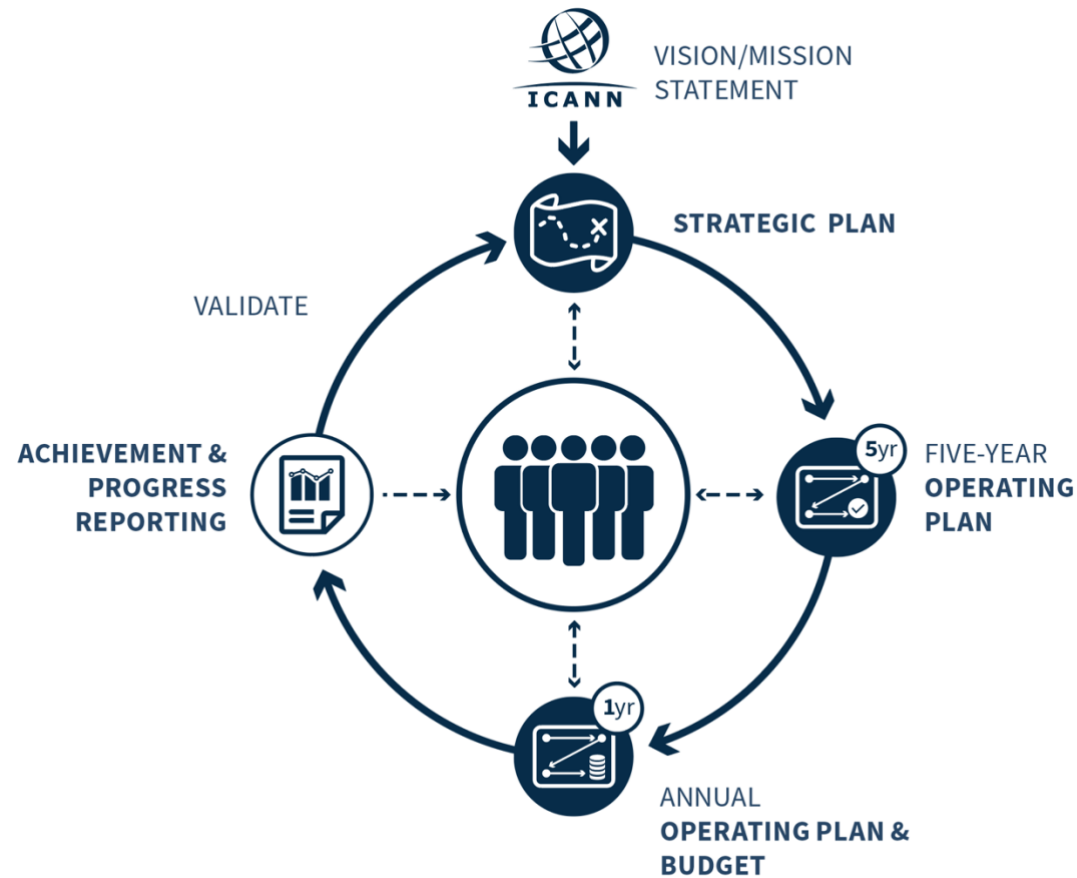 ICANN
VISION/MISSION
STATEMENT
STRATEGIC PLAN
VALIDATE
5yr
FIVE-YEAR
OPERATING
PLAN
ACHIEVEMENT &
PROGRESS
REPORTING
1yr
ANNUAL
OPERATING PLAN &
BUDGET